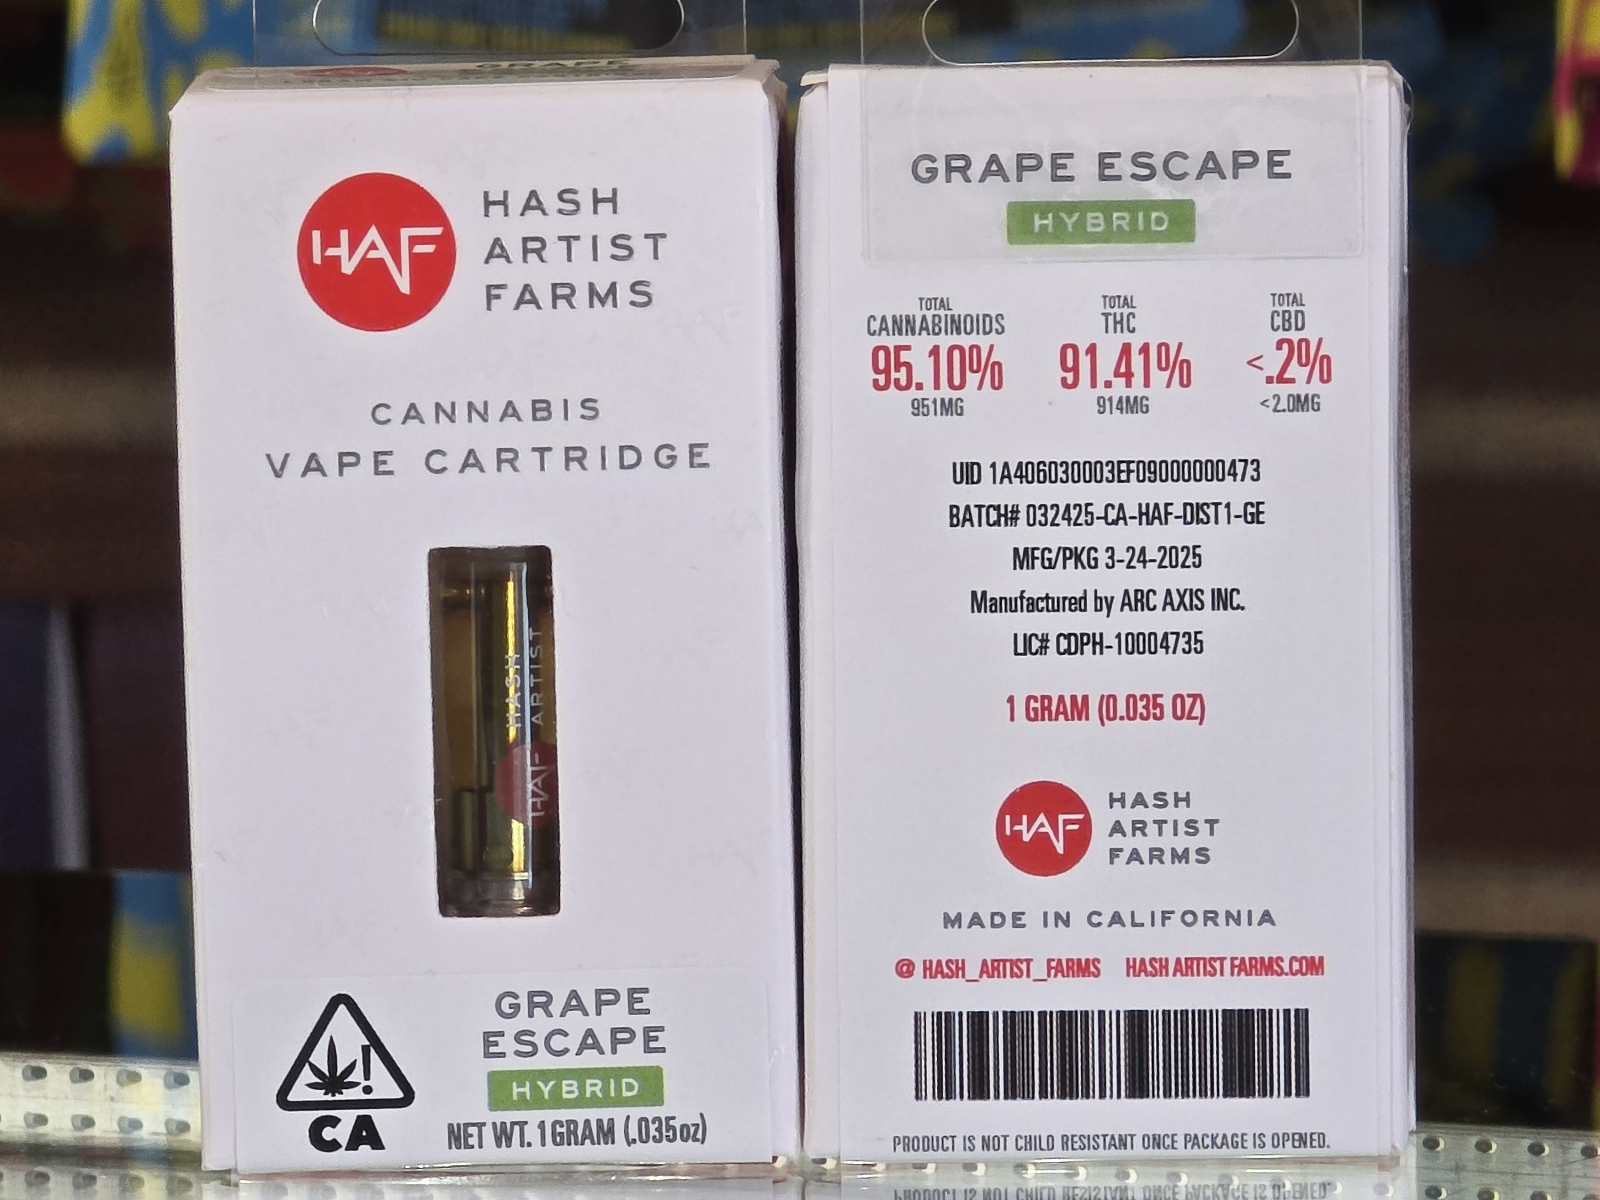 GRAPE
HAF
HASH
ARTIST
FARMS
CANNABIS
VAPE CARTRIDGE
HASH
ARTIST
HAF
GRAPE
ESCAPE
HYBRID
CA
NET WT. 1 GRAM (.035oz)
GRAPE ESCAPE
HYBRID
TOTAL CANNABINOIDS
95.10%
951MG
TOTAL THC
91.41%
914MG
TOTAL CBD
<.2%
<2.0MG
UID 1A406030003EF09000000473
BATCH# 032425-CA-HAF-DIST1-GE
MFG/PKG 3-24-2025
Manufactured by ARC AXIS INC.
LIC# CDPH-10004735
1 GRAM (0.035 OZ)
HAF
HASH
ARTIST
FARMS
MADE IN CALIFORNIA
@ HASH_ARTIST_FARMS HASH ARTIST FARMS.COM
PRODUCT IS NOT CHILD RESISTANT ONCE PACKAGE IS OPENED.